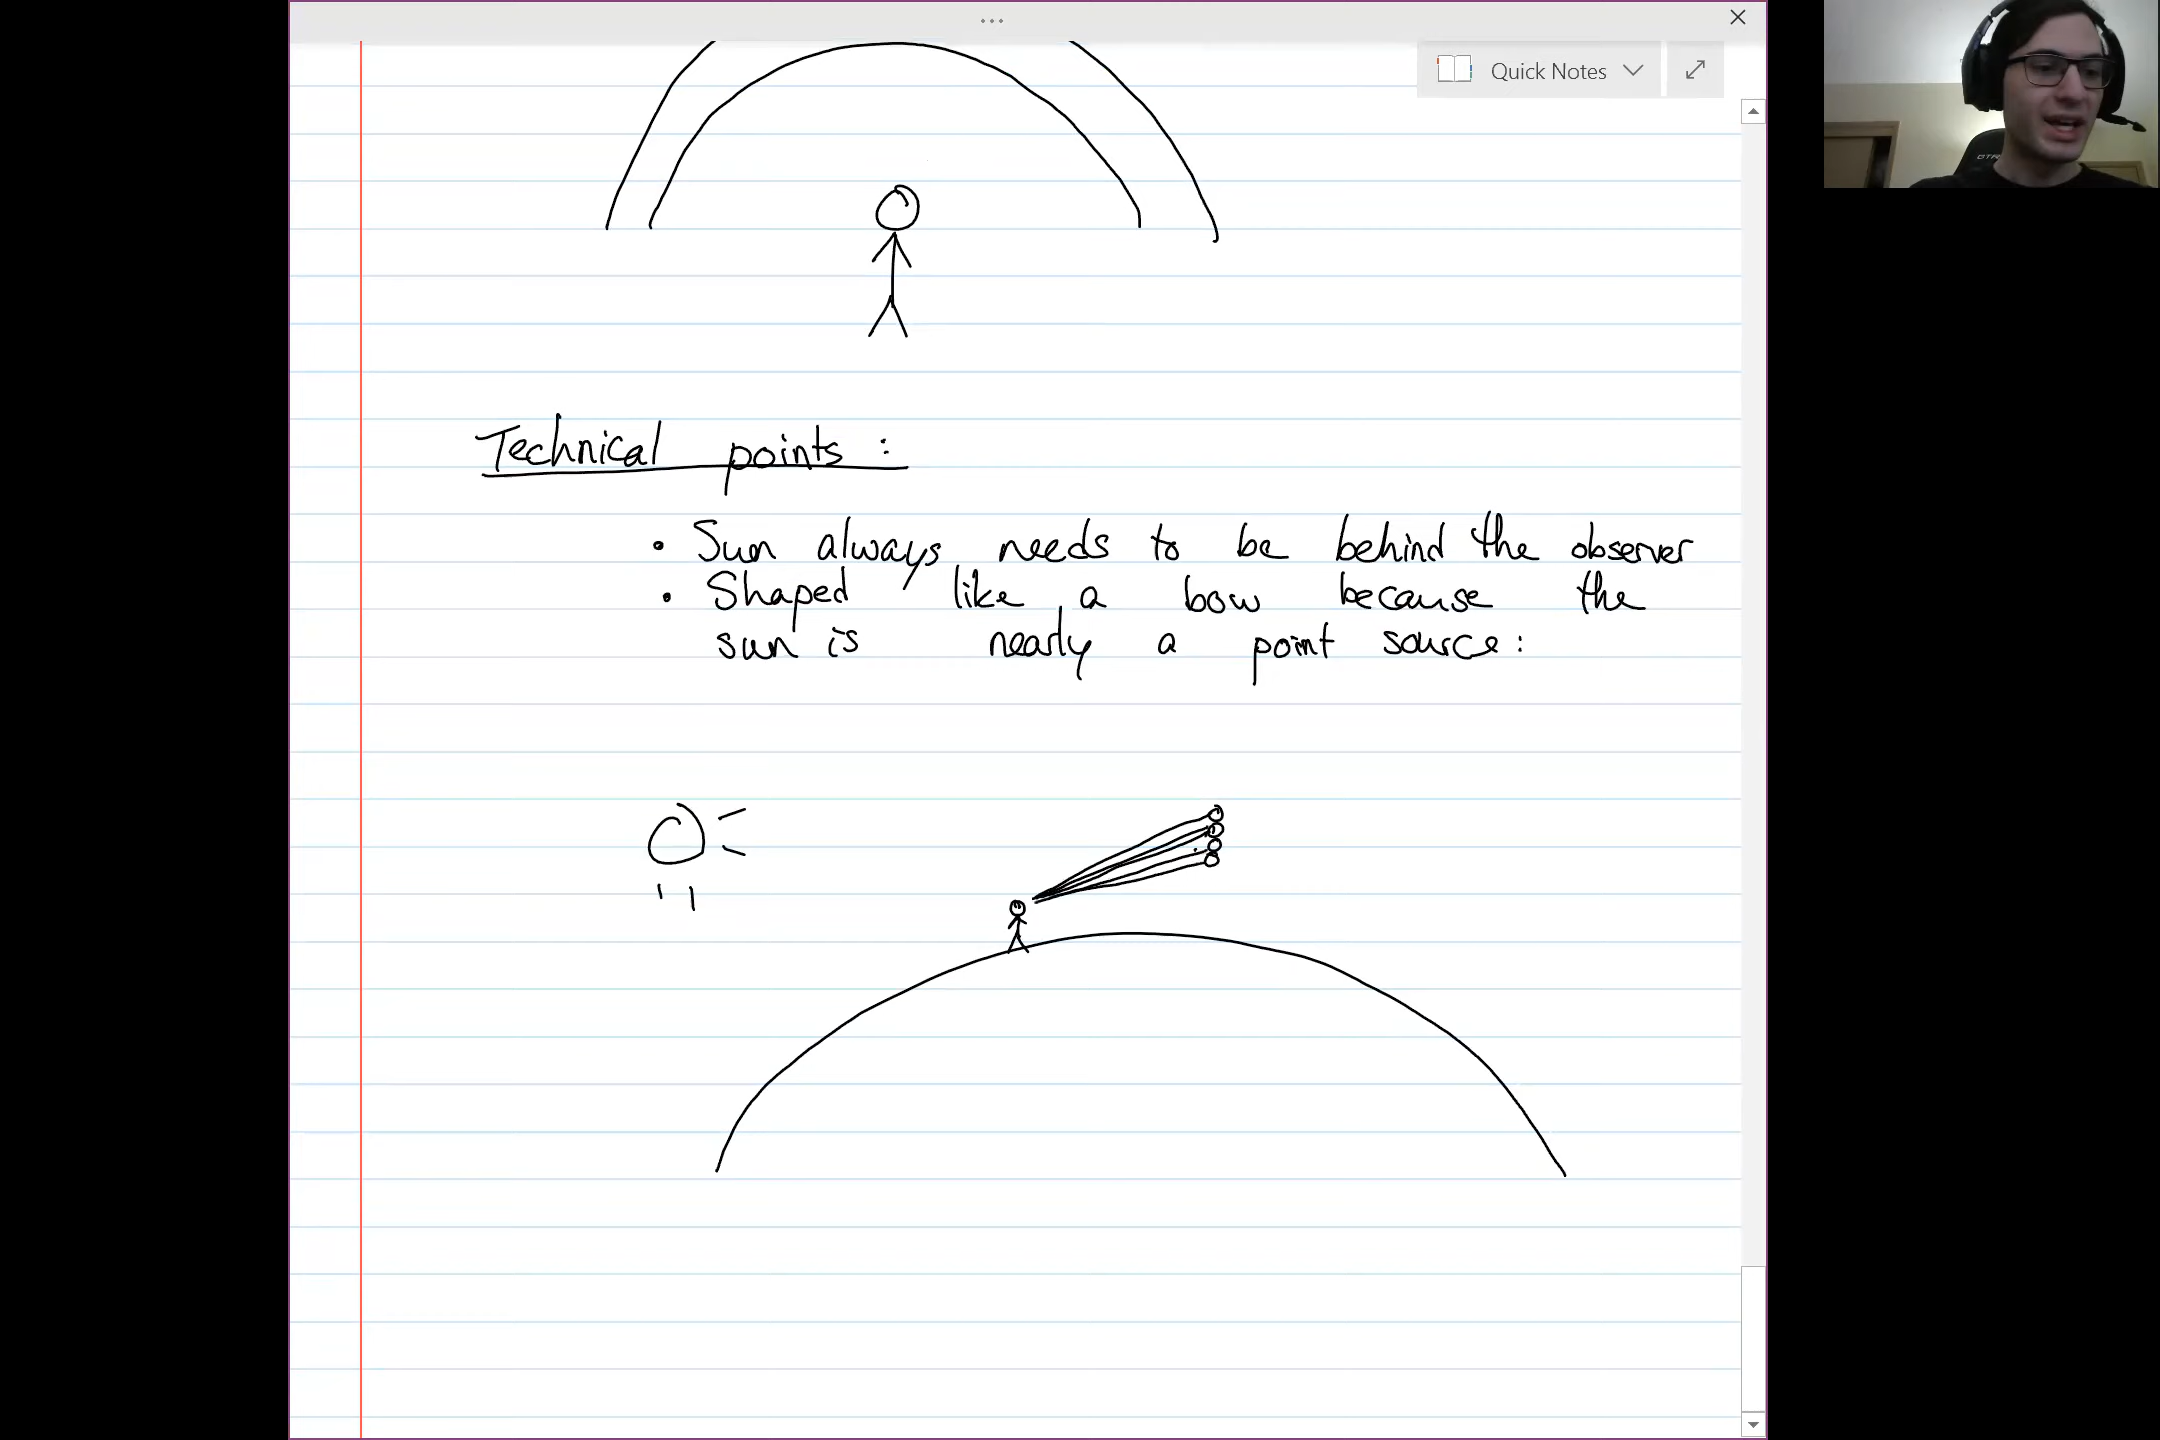 Quick Notes
Technical points :
• Sun always needs to be behind the observer
• Shaped like a bow because the
sun is nearly a point source :